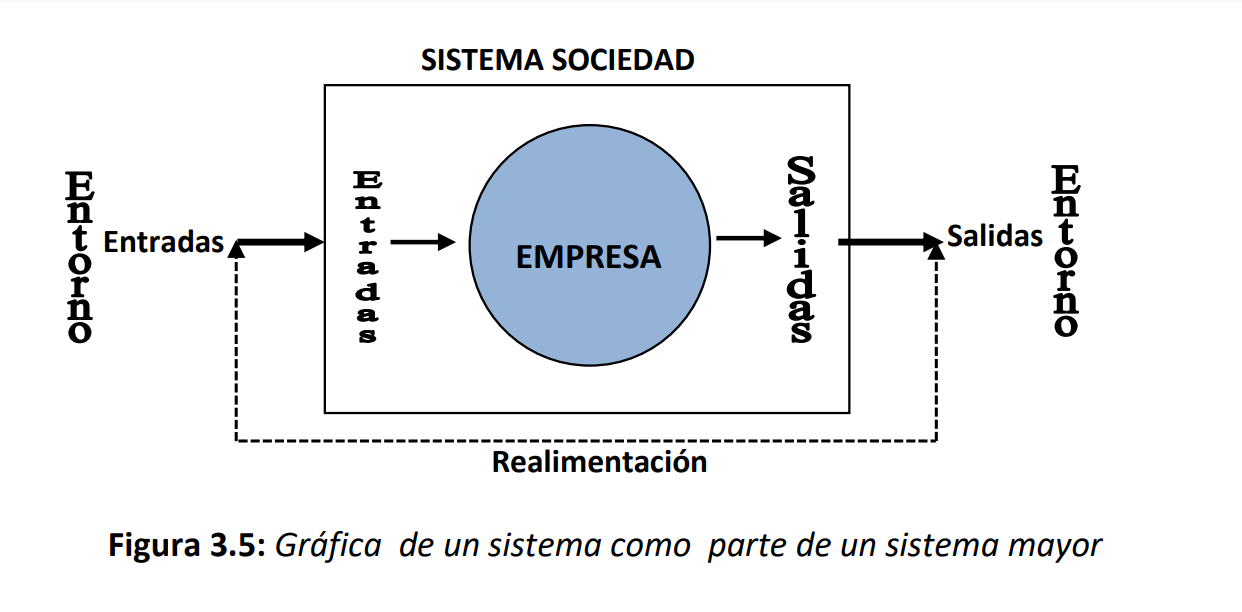 SISTEMA SOCIEDAD
Entorno
Entradas
Entradas
EMPRESA
Salidas
Salidas
Entorno
Realimentación
Figura 3.5: Gráfica de un sistema como parte de un sistema mayor